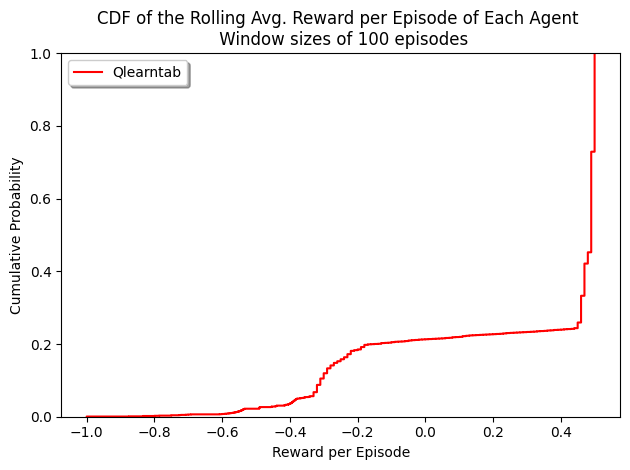 CDF of the Rolling Avg. Reward per Episode of Each Agent
Window sizes of 100 episodes
Qlearntab
1.0
0.8
0.6
0.4
0.2
0.0
Cumulative Probability
−1.0 −0.8 −0.6 −0.4 −0.2 0.0 0.2 0.4
Reward per Episode